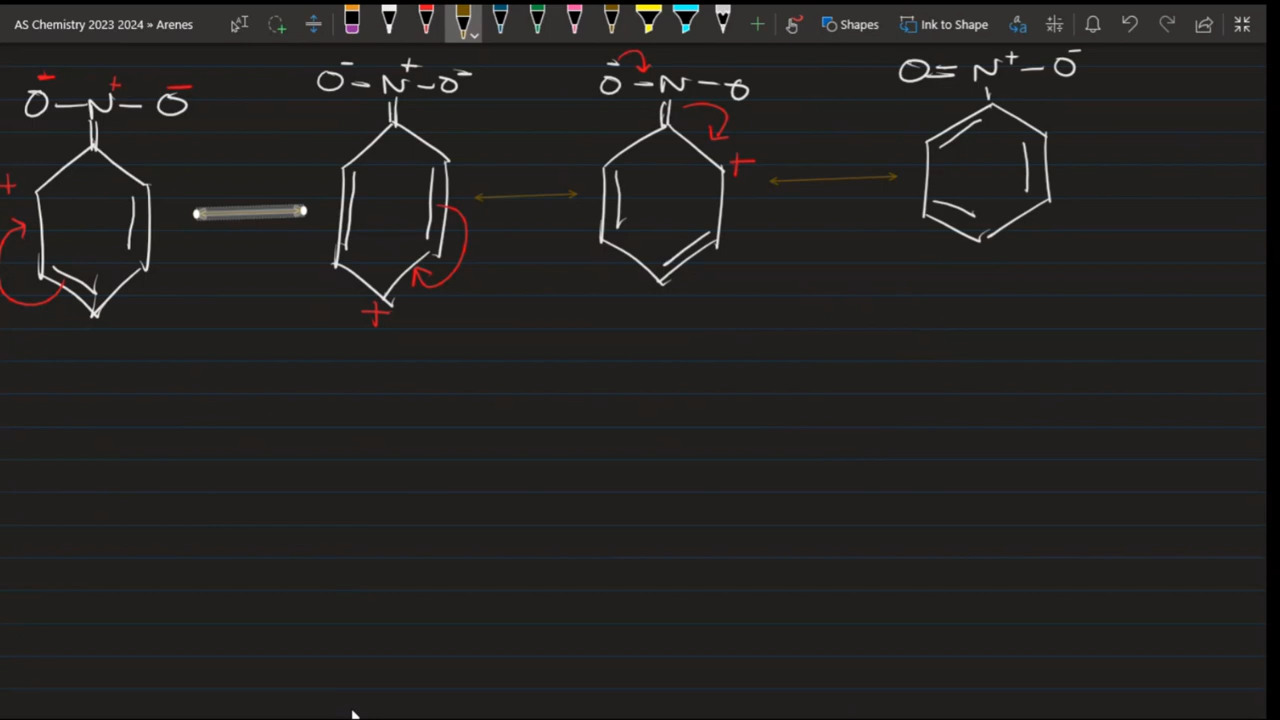 AS Chemistry 2023 2024 » Arenes
Shapes
Ink to Shape
O⁻ – N⁺ – O⁻
O⁻ – N⁺ – O⁻
O⁻ – N – O
O = N⁺ – O⁻
+
+
+